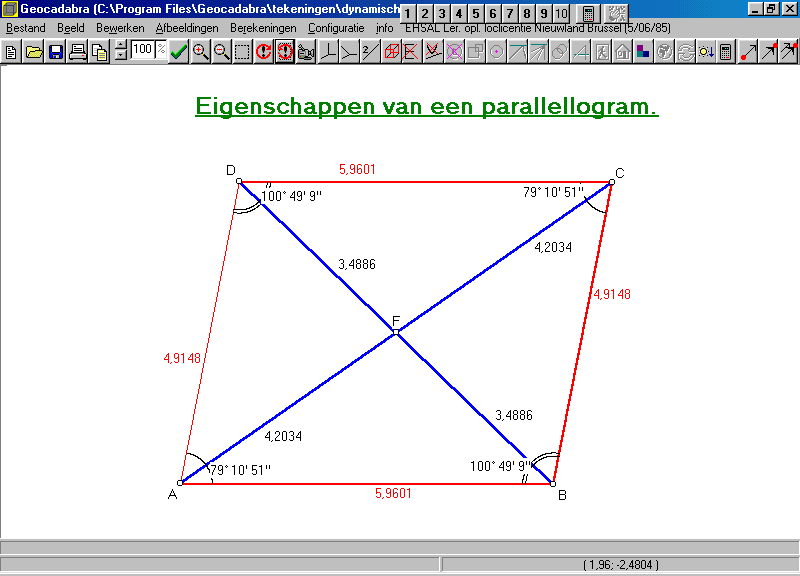 Geocadabra (C:\Program Files\Geocadabra\tekeningen\dynamisch
1 2 3 4 5 6 7 8 9 10
Bestand Beeld Bewerken Afbeeldingen Berekeningen Configuratie info EHSAL Ler. opl. Toclicentie Nieuwland Brussel (5/06/85)
100 %
Eigenschappen van een parallellogram.
D 5,9601 C
100° 49' 9" 79° 10' 51"
4,2034
3,4886
4,9148
F
4,9148
3,4886
4,2034
79° 10' 51" 100° 49' 9"
A 5,9601 B
( 1,96; -2,4804 )